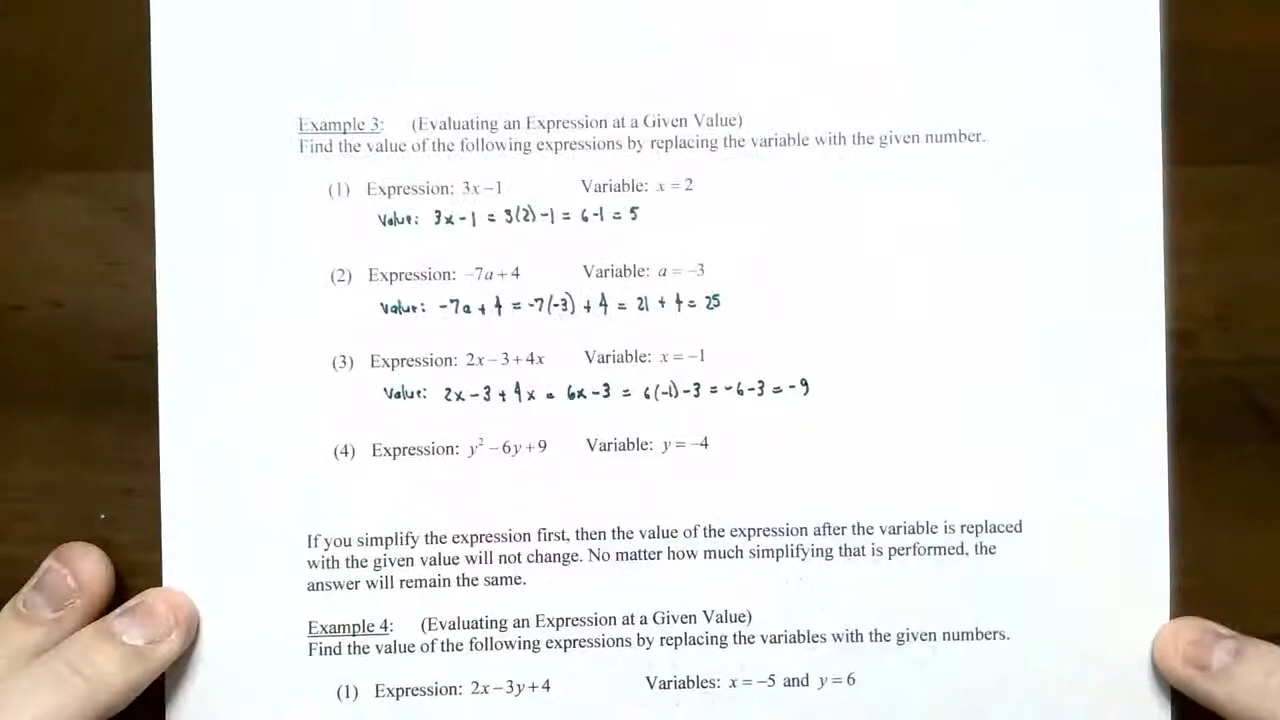 Example 3: (Evaluating an Expression at a Given Value)
Find the value of the following expressions by replacing the variable with the given number.
(1) Expression: 3x − 1 Variable: x = 2
Value: 3x − 1 = 3(2) − 1 = 6 − 1 = 5
(2) Expression: −7a + 4 Variable: a = −3
Value: −7a + 4 = −7(−3) + 4 = 21 + 4 = 25
(3) Expression: 2x − 3 + 4x Variable: x = −1
Value: 2x − 3 + 4x = 6x − 3 = 6(−1) − 3 = −6 − 3 = −9
(4) Expression: y² − 6y + 9 Variable: y = −4
If you simplify the expression first, then the value of the expression after the variable is replaced
with the given value will not change. No matter how much simplifying that is performed, the
answer will remain the same.
Example 4: (Evaluating an Expression at a Given Value)
Find the value of the following expressions by replacing the variables with the given numbers.
(1) Expression: 2x − 3y + 4 Variables: x = −5 and y = 6